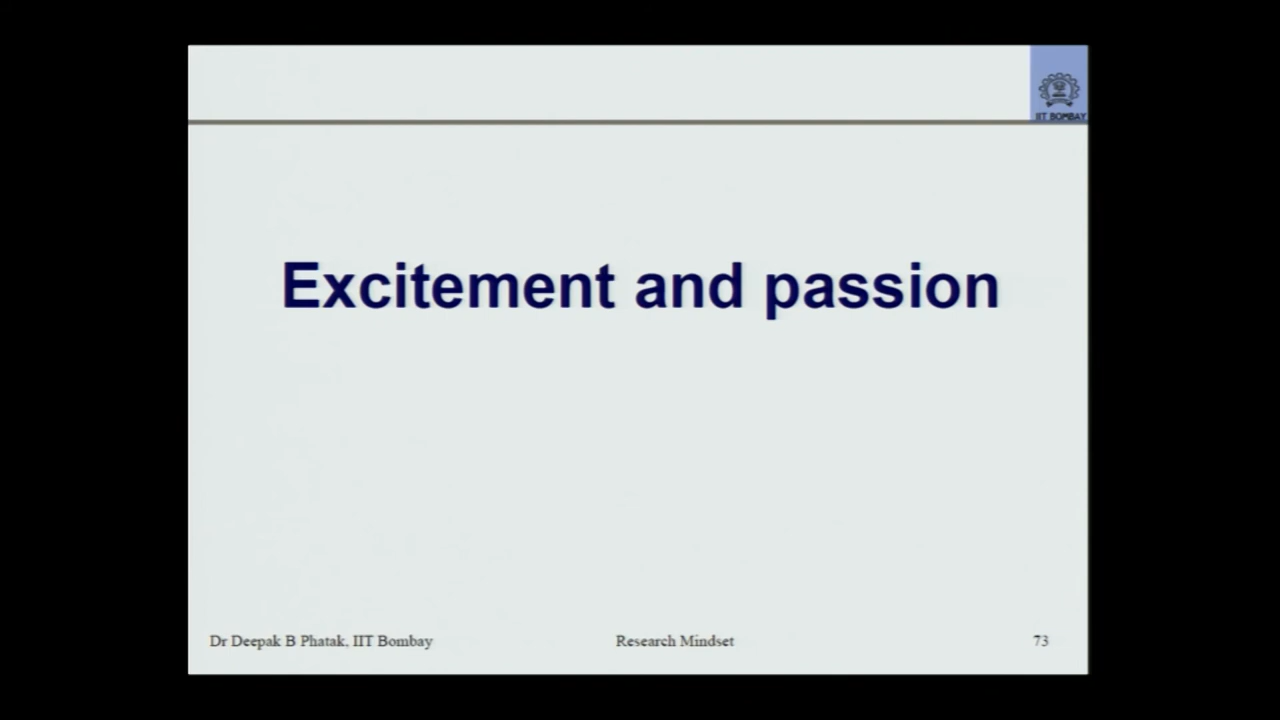 IIT BOMBAY
Excitement and passion
Dr Deepak B Phatak, IIT Bombay
Research Mindset
73